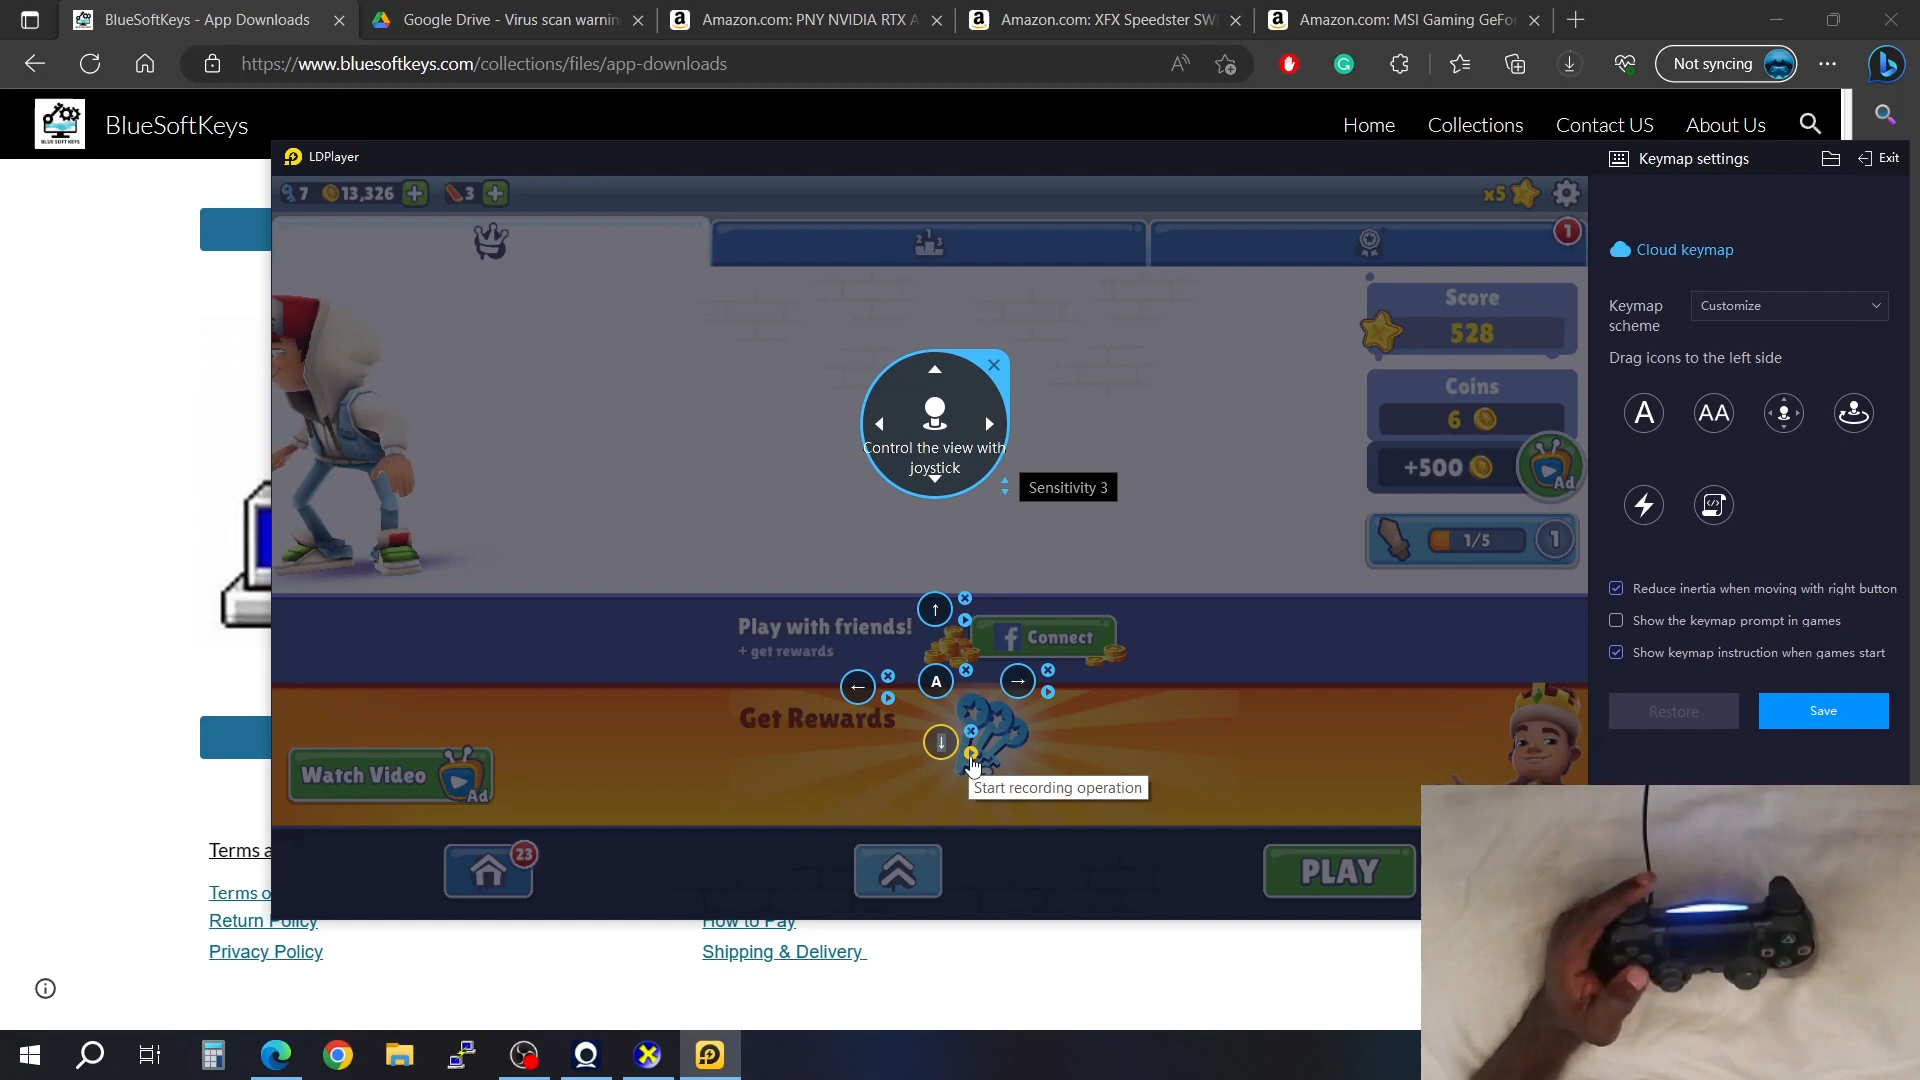 BlueSoftKeys - App Downloads
Google Drive - Virus scan warnin
Amazon.com: PNY NVIDIA RTX A
Amazon.com: XFX Speedster SW
Amazon.com: MSI Gaming GeFo
https://www.bluesoftkeys.com/collections/files/app-downloads
Not syncing
BlueSoftKeys
BLUE SOFT KEYS
Home
Collections
Contact US
About Us
LDPlayer
Keymap settings
Exit
7
13,326
3
x5
1
Cloud keymap
Score
528
Keymap scheme
Customize
Drag icons to the left side
Coins
6
A
AA
Control the view with
joystick
+500
Ad
Sensitivity 3
1/5
1
Reduce inertia when moving with right button
Show the keymap prompt in games
Show keymap instruction when games start
Play with friends!
+ get rewards
Connect
A
Restore
Save
Get Rewards
Watch Video
Ad
Start recording operation
23
PLAY
Terms a
Terms o
Return Policy
How to Pay
Privacy Policy
Shipping & Delivery